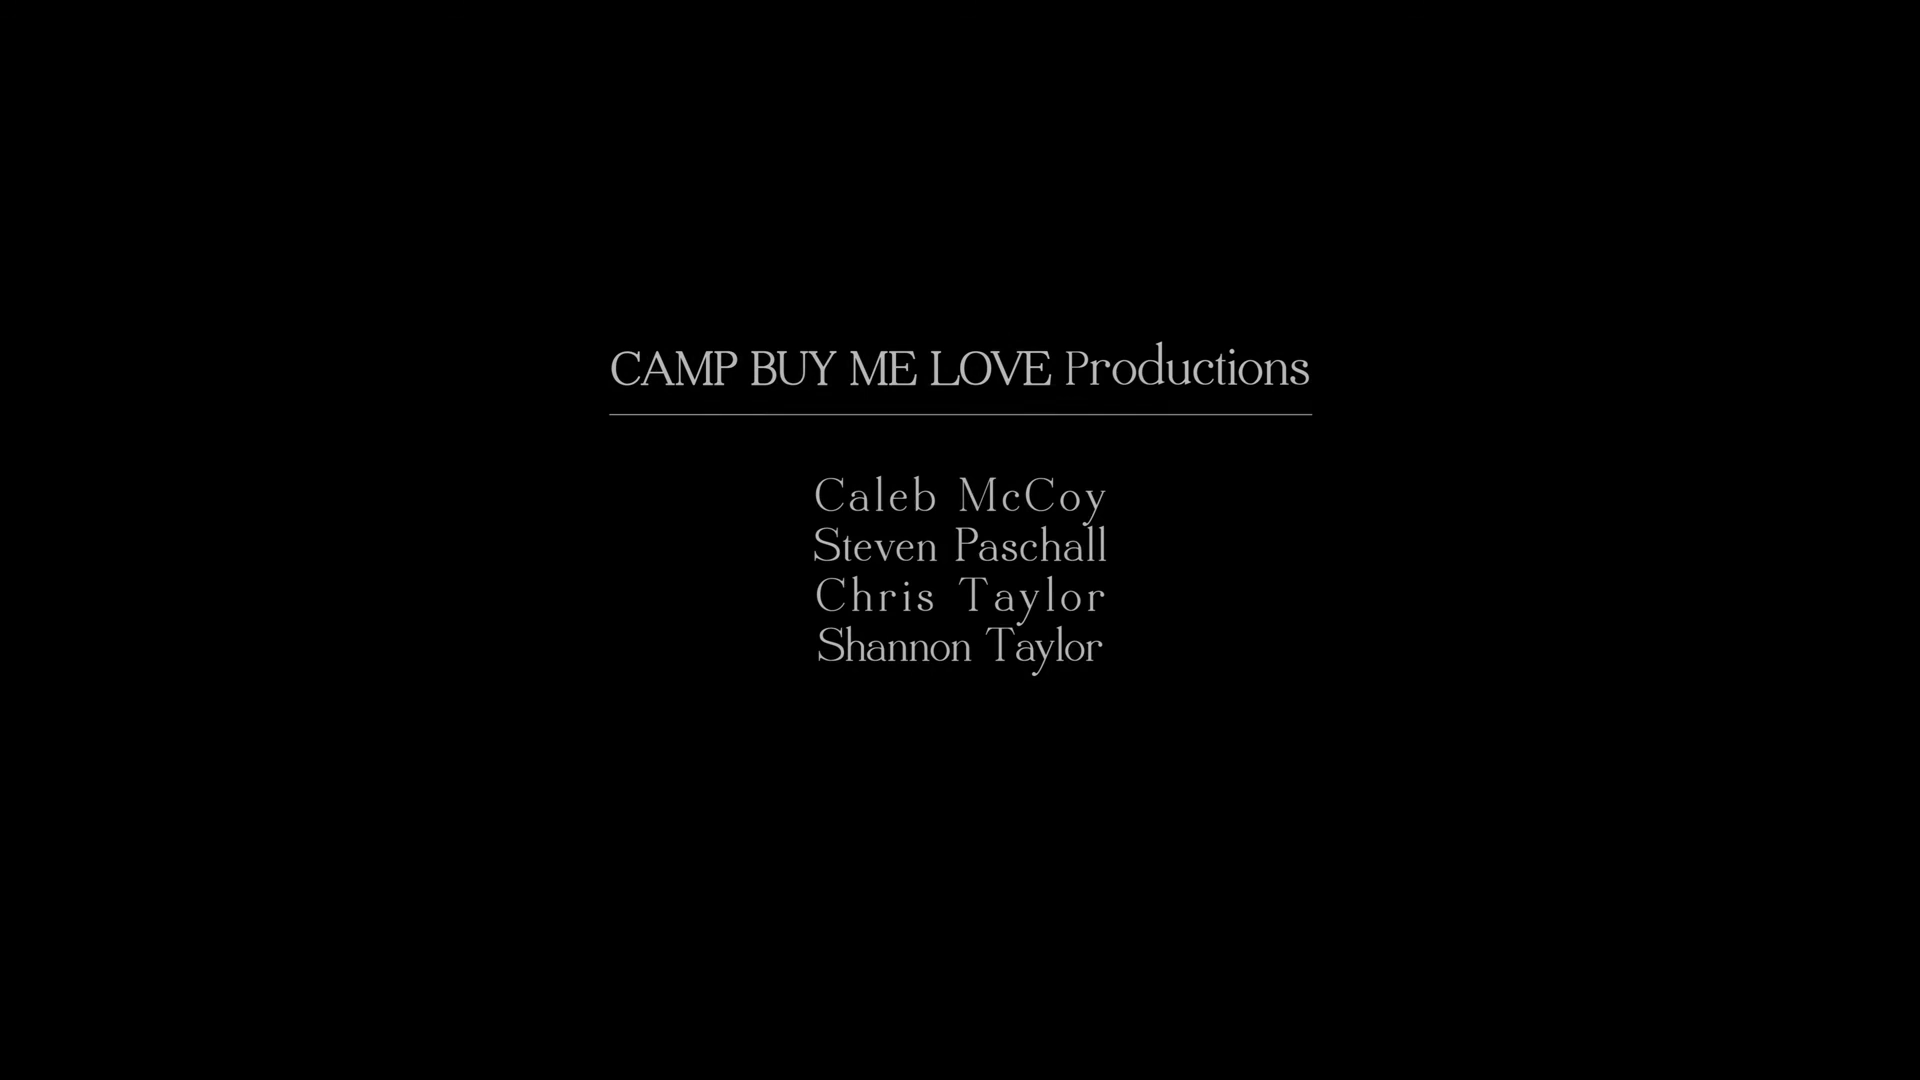 CAMP BUY ME LOVE Productions
Caleb McCoy
Steven Paschall
Chris Taylor
Shannon Taylor